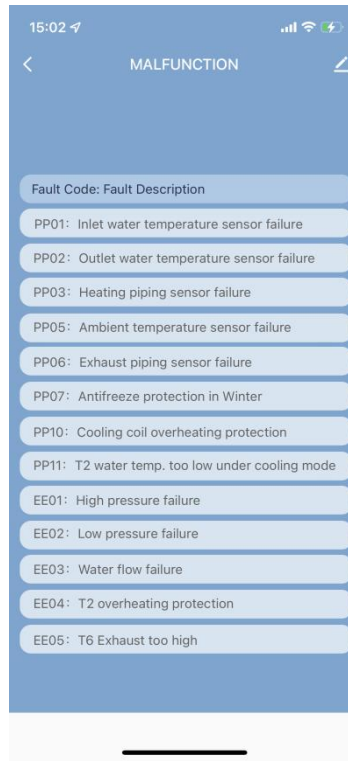 15:02
MALFUNCTION
Fault Code: Fault Description
PP01: Inlet water temperature sensor failure
PP02: Outlet water temperature sensor failure
PP03: Heating piping sensor failure
PP05: Ambient temperature sensor failure
PP06: Exhaust piping sensor failure
PP07: Antifreeze protection in Winter
PP10: Cooling coil overheating protection
PP11: T2 water temp. too low under cooling mode
EE01: High pressure failure
EE02: Low pressure failure
EE03: Water flow failure
EE04: T2 overheating protection
EE05: T6 Exhaust too high